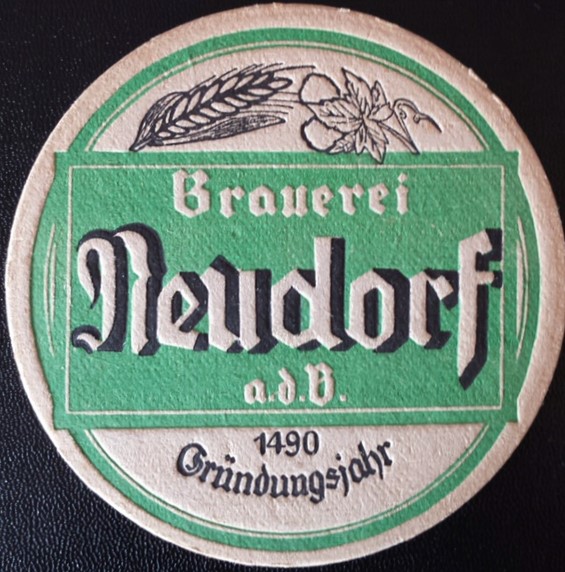 Brauerei
Neudorf
a.d.B.
1490
Gründungsjahr